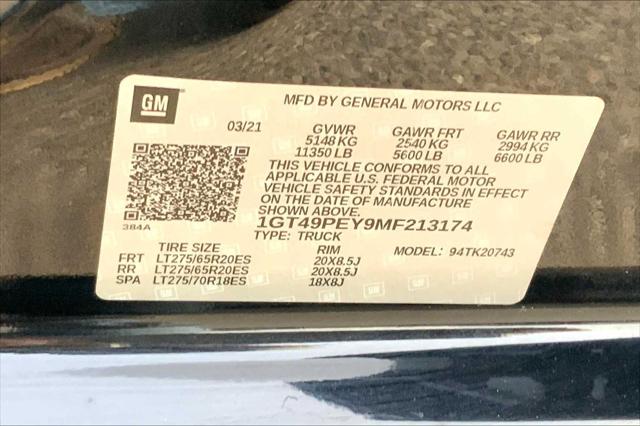 GM
MFD BY GENERAL MOTORS LLC
03/21 GVWR GAWR FRT GAWR RR
5148 KG 2540 KG 2994 KG
11350 LB 5600 LB 6600 LB
THIS VEHICLE CONFORMS TO ALL
APPLICABLE U.S. FEDERAL MOTOR
VEHICLE SAFETY STANDARDS IN EFFECT
ON THE DATE OF MANUFACTURE
SHOWN ABOVE.
384A
1GT49PEY9MF213174
TYPE: TRUCK
TIRE SIZE RIM MODEL: 94TK20743
FRT LT275/65R20ES 20X8.5J
RR LT275/65R20ES 20X8.5J
SPA LT275/70R18ES 18X8J